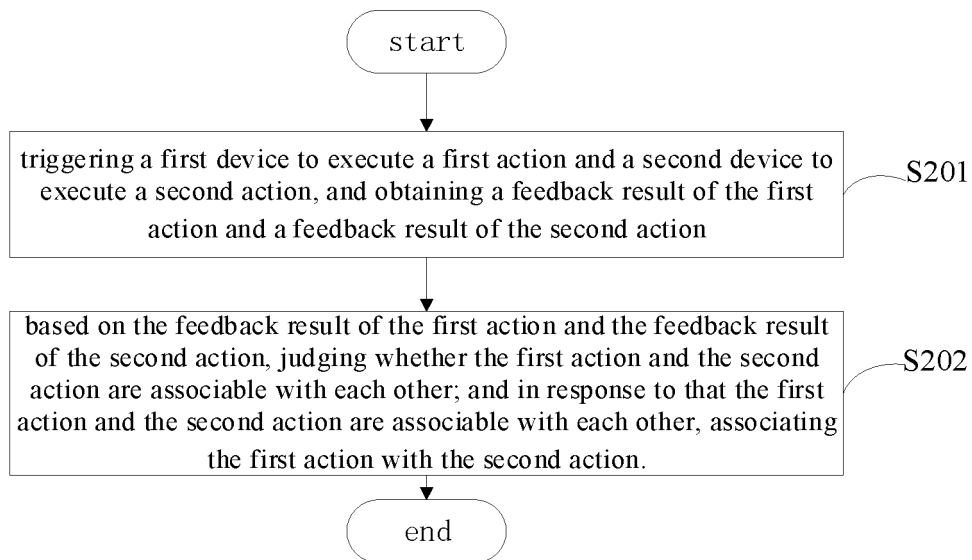 start
triggering a first device to execute a first action and a second device to
execute a second action, and obtaining a feedback result of the first
action and a feedback result of the second action
S201
based on the feedback result of the first action and the feedback result
of the second action, judging whether the first action and the second
action are associable with each other; and in response to that the first
action and the second action are associable with each other, associating
the first action with the second action.
S202
end